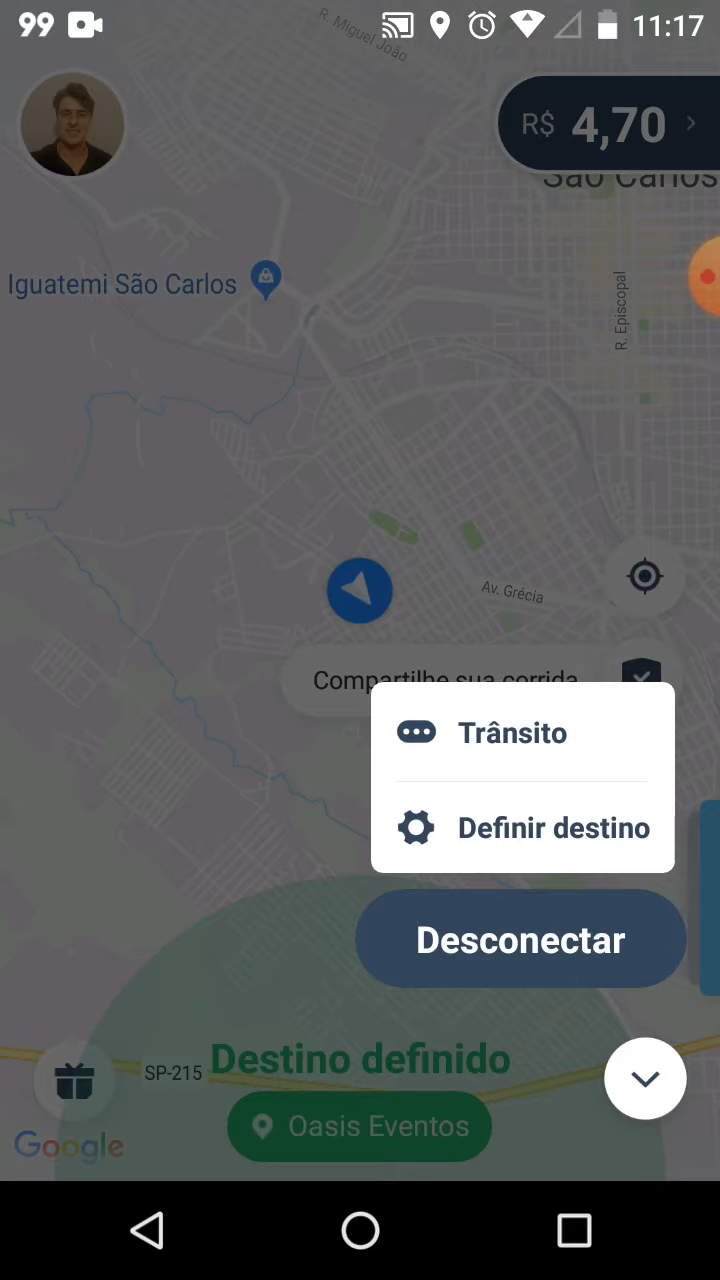 99
11:17
R. Miguel João
R$ 4,70
São Carlos
Iguatemi São Carlos
R. Episcopal
Av. Grécia
Compartilhe sua corrida
Trânsito
Definir destino
Desconectar
Destino definido
SP-215
Oasis Eventos
Google